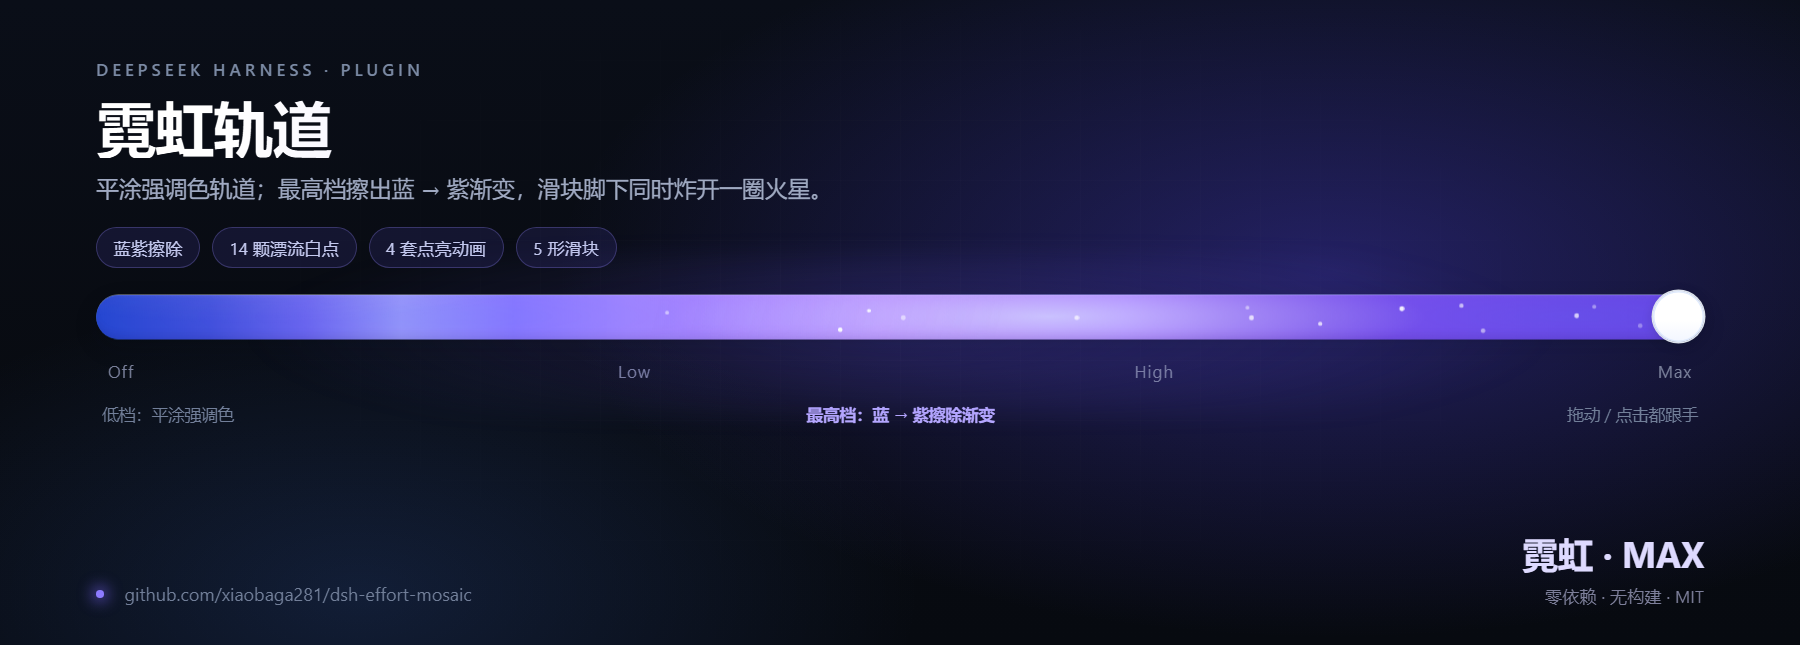 DEEPSEEK HARNESS · PLUGIN
霓虹轨道
平涂强调色轨道；最高档擦出蓝 → 紫渐变，滑块脚下同时炸开一圈火星。
蓝紫擦除
14 颗漂流白点
4 套点亮动画
5 形滑块
Off
Low
High
Max
低档：平涂强调色
最高档：蓝 → 紫擦除渐变
拖动 / 点击都跟手
霓虹 · MAX
github.com/xiaobaga281/dsh-effort-mosaic
零依赖 · 无构建 · MIT